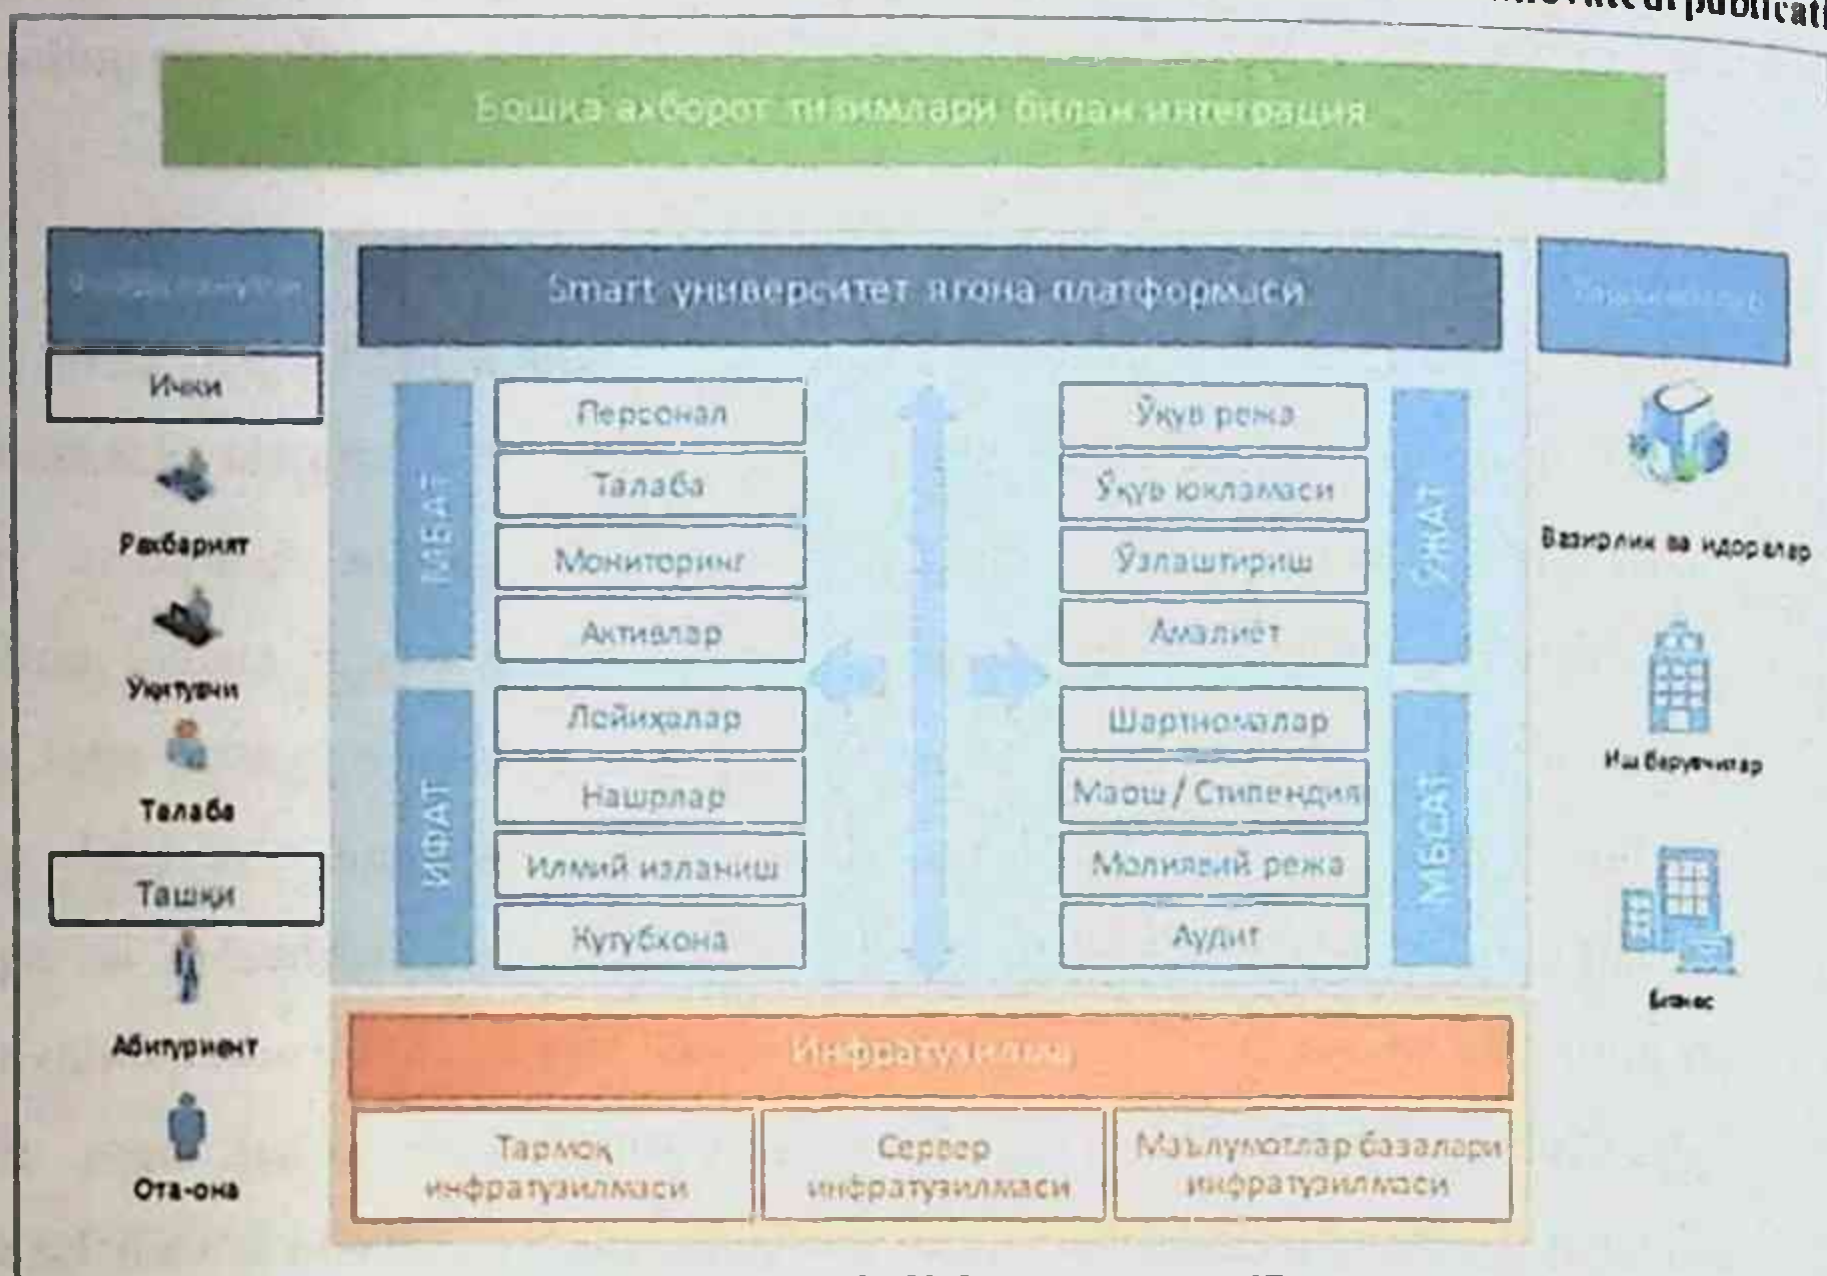 Бошқа ахборот тизимлари билан интеграция
Smart университет ягона платформаси
Ички
Раҳбарият
Ўқитувчи
Талаба
Ташқи
Абитуриент
Ота-она
МБАТ
Персонал
Талаба
Мониторинг
Активлар
ИФАТ
Лойиҳалар
Нашрлар
Илмий изланиш
Кутубхона
Ўқув режа
Ўқув юкламаси
Ўзлаштириш
Амалиёт
ЎЖАТ
Шартномалар
Маош / Стипендия
Молиявий режа
Аудит
МБСАТ
Ташкилотлар
Вазирлик ва идоралар
Иш берувчилар
Бизнес
Инфратузилма
Тармоқ
инфратузилмаси
Сервер
инфратузилмаси
Маълумотлар базалари
инфратузилмаси